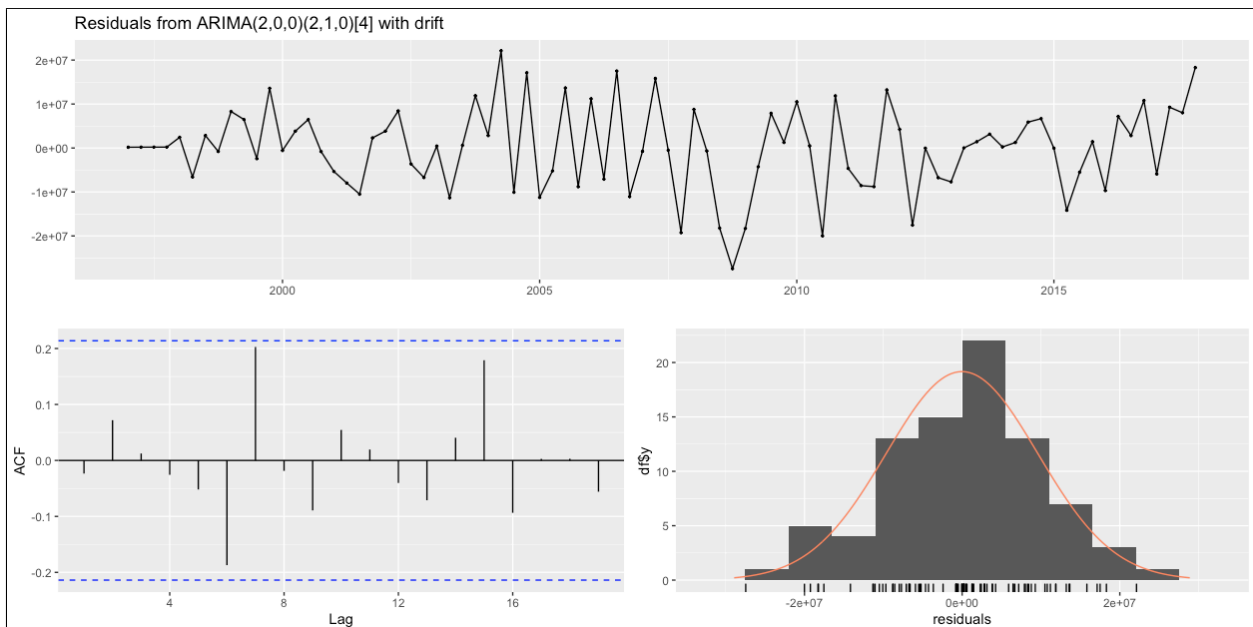 Residuals from ARIMA(2,0,0)(2,1,0)[4] with drift
2e+07
1e+07
0e+00
-1e+07
-2e+07
2000
2005
2010
2015
0.2
0.1
0.0
-0.1
-0.2
ACF
4
8
12
16
Lag
20
15
10
5
0
df$y
-2e+07
0e+00
2e+07
residuals